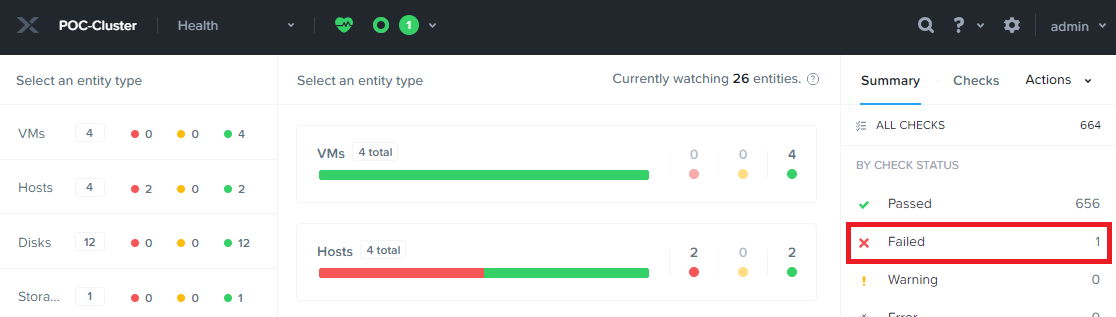 POC-Cluster Health 1 ? admin
Select an entity type
VMs 4 0 0 4
Hosts 4 2 0 2
Disks 12 0 0 12
Stora... 1 0 0 1
Select an entity type Currently watching 26 entities. ?
VMs 4 total 0 0 4
Hosts 4 total 2 0 2
Summary Checks Actions
ALL CHECKS 664
BY CHECK STATUS
Passed 656
Failed 1
Warning 0